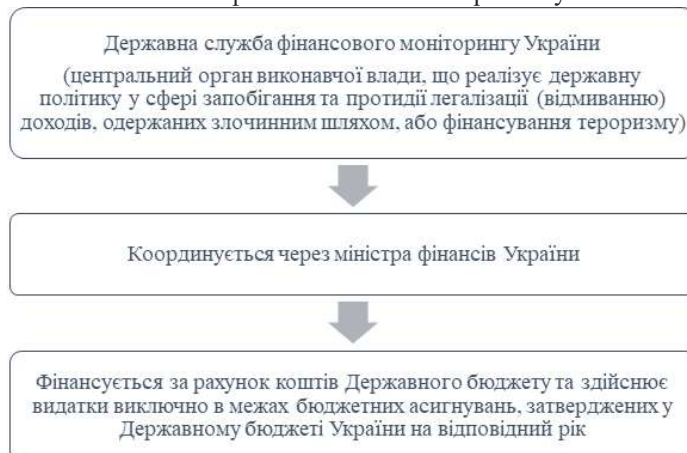 Державна служба фінансового моніторингу України
(центральний орган виконавчої влади, що реалізує державну
політику у сфері запобігання та протидії легалізації (відмиванню)
доходів, одержаних злочинним шляхом, або фінансування тероризму)
Координується через міністра фінансів України
Фінансується за рахунок коштів Державного бюджету та здійснює
видатки виключно в межах бюджетних асигнувань, затверджених у
Державному бюджеті України на відповідний рік